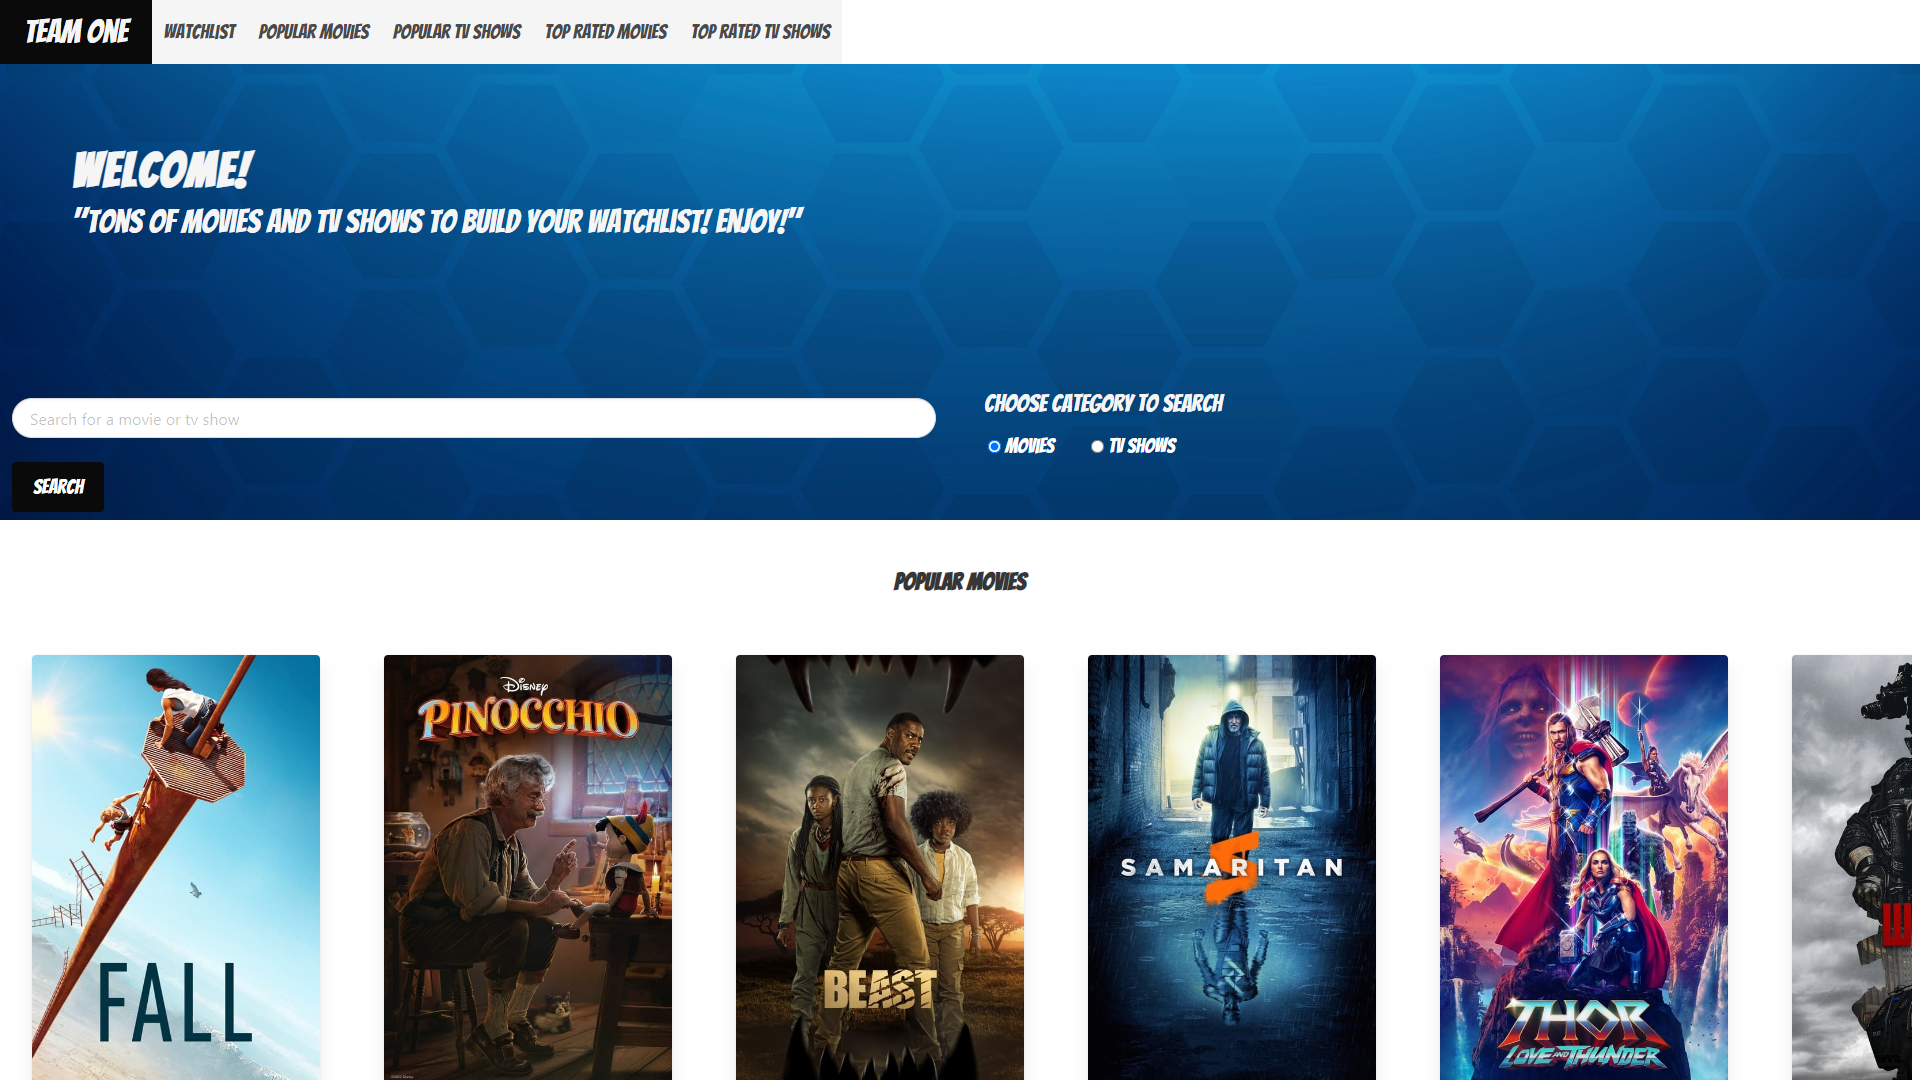 TEAM ONE
WATCHLIST
POPULAR MOVIES
POPULAR TV SHOWS
TOP RATED MOVIES
TOP RATED TV SHOWS
WELCOME!
"TONS OF MOVIES AND TV SHOWS TO BUILD YOUR WATCHLIST! ENJOY!"
Search for a movie or tv show
CHOOSE CATEGORY TO SEARCH
MOVIES
TV SHOWS
SEARCH
POPULAR MOVIES
FALL
DISNEY
PINOCCHIO
BEAST
SAMARITAN
THOR
LOVE AND THUNDER